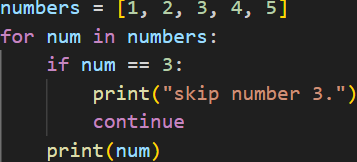 numbers = [1, 2, 3, 4, 5]
for num in numbers:
    if num == 3:
        print("skip number 3.")
        continue
    print(num)